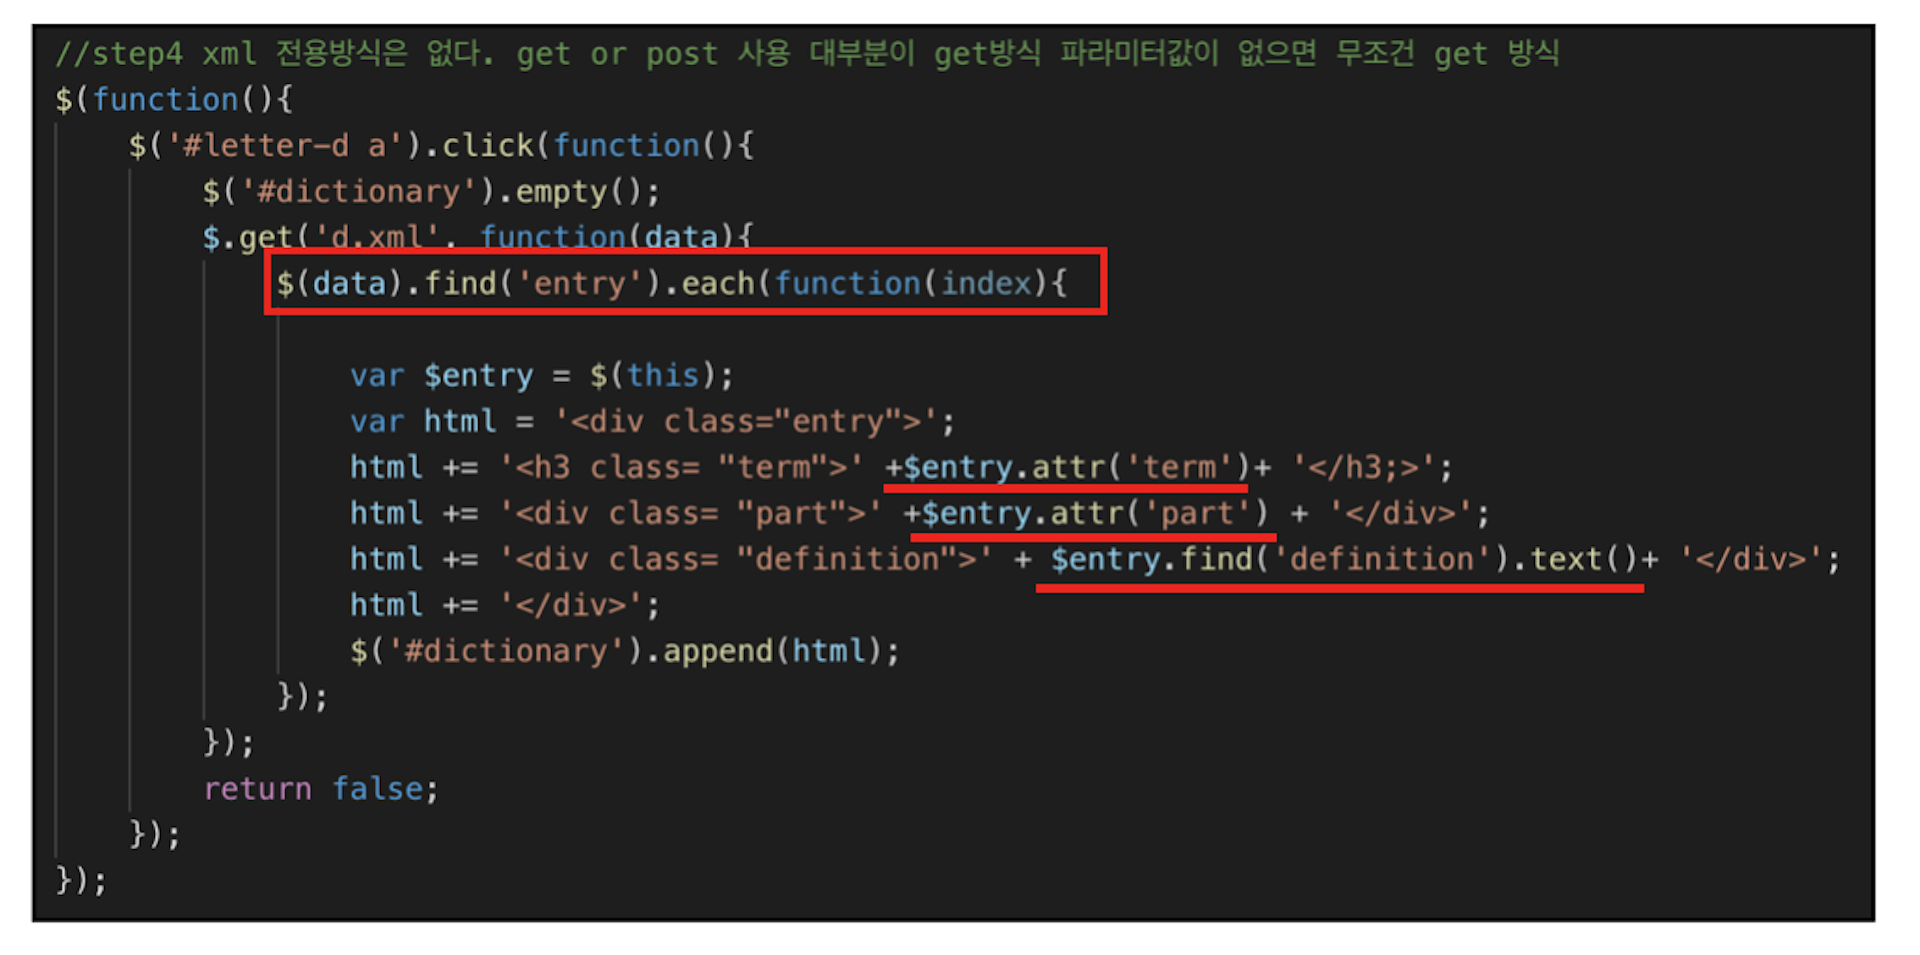 //step4 xml 전용방식은 없다. get or post 사용 대부분이 get방식 파라미터값이 없으면 무조건 get 방식
$(function(){
$('#letter-d a').click(function(){
$('#dictionary').empty();
$.get('d.xml', function(data){
$(data).find('entry').each(function(index){
var $entry = $(this);
var html = '<div class="entry">';
html += '<h3 class= "term">' +$entry.attr('term')+ '</h3;>';
html += '<div class= "part">' +$entry.attr('part') + '</div>';
html += '<div class= "definition">' + $entry.find('definition').text()+ '</div>';
html += '</div>';
$('#dictionary').append(html);
});
});
return false;
});
});